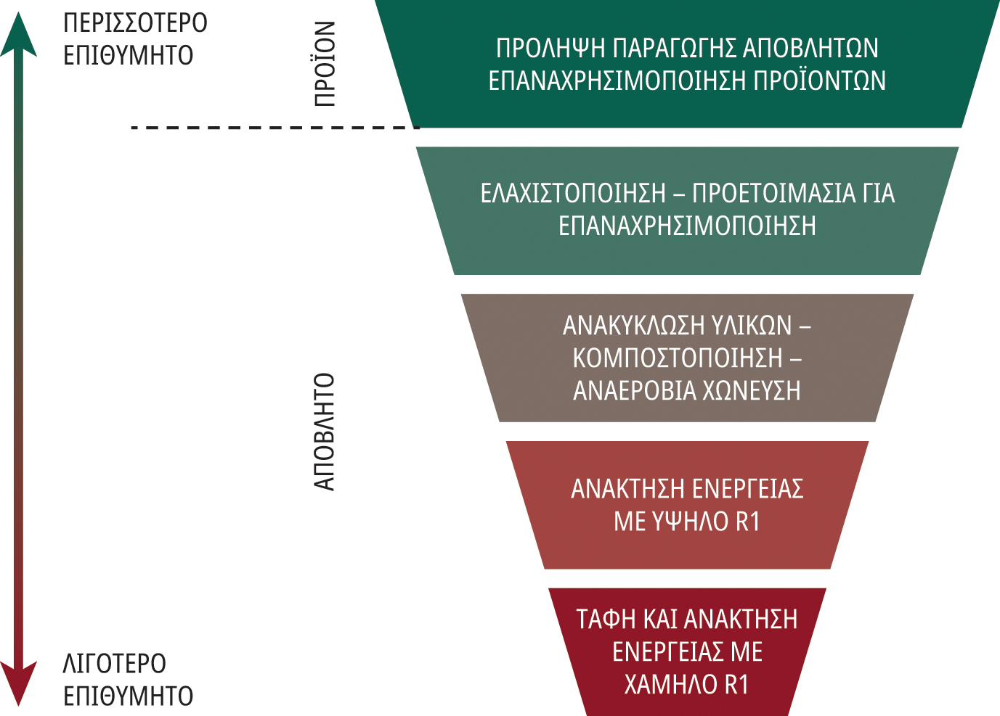 ΠΕΡΙΣΣΟΤΕΡΟ
ΕΠΙΘΥΜΗΤΟ
ΠΡΟΪΟΝ
ΠΡΟΛΗΨΗ ΠΑΡΑΓΩΓΗΣ ΑΠΟΒΛΗΤΩΝ
ΕΠΑΝΑΧΡΗΣΙΜΟΠΟΙΗΣΗ ΠΡΟΪΟΝΤΩΝ
ΕΛΑΧΙΣΤΟΠΟΙΗΣΗ – ΠΡΟΕΤΟΙΜΑΣΙΑ ΓΙΑ
ΕΠΑΝΑΧΡΗΣΙΜΟΠΟΙΗΣΗ
ΑΠΟΒΛΗΤΟ
ΑΝΑΚΥΚΛΩΣΗ ΥΛΙΚΩΝ –
ΚΟΜΠΟΣΤΟΠΟΙΗΣΗ –
ΑΝΑΕΡΟΒΙΑ ΧΩΝΕΥΣΗ
ΑΝΑΚΤΗΣΗ ΕΝΕΡΓΕΙΑΣ
ΜΕ ΥΨΗΛΟ R1
ΤΑΦΗ ΚΑΙ ΑΝΑΚΤΗΣΗ
ΕΝΕΡΓΕΙΑΣ ΜΕ
ΧΑΜΗΛΟ R1
ΛΙΓΟΤΕΡΟ
ΕΠΙΘΥΜΗΤΟ